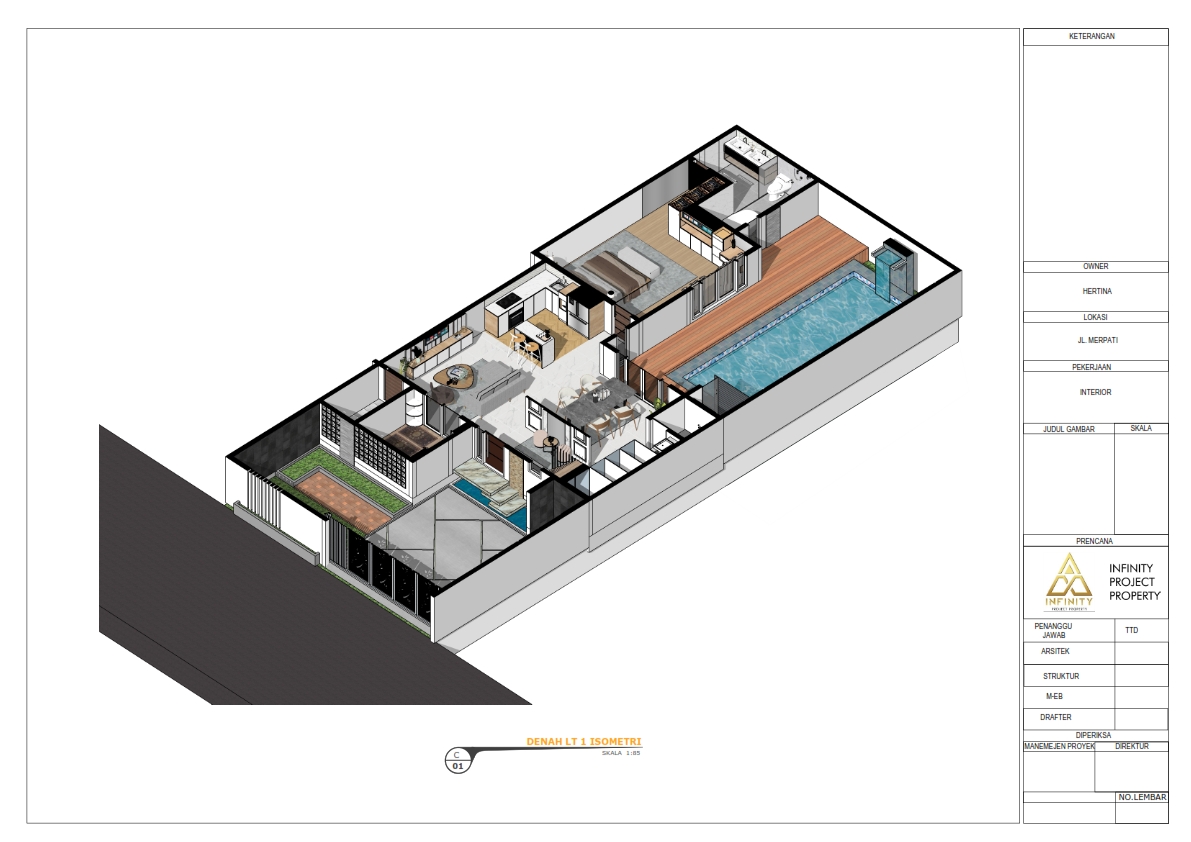 KETERANGAN
OWNER
HERTINA
LOKASI
JL. MERPATI
PEKERJAAN
INTERIOR
JUDUL GAMBAR
SKALA
PRENCANA
INFINITY
PROJECT PROPERTY
INFINITY
PROJECT
PROPERTY
PENANGGU
JAWAB
TTD
ARSITEK
STRUKTUR
M-EB
DRAFTER
DIPERIKSA
MANEMEJEN PROYEK
DIREKTUR
NO.LEMBAR
DENAH LT 1 ISOMETRI
SKALA 1:85
C
01